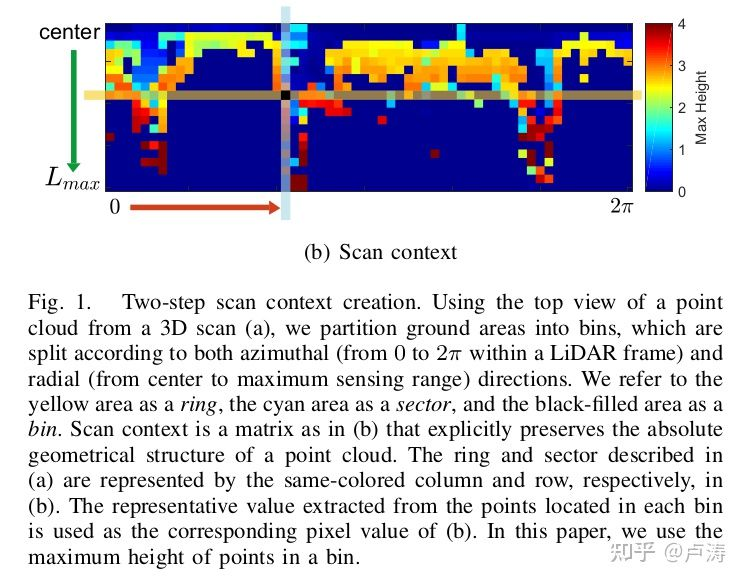 center
4
3
2
1
0
Max Height
L_max
0
2π
(b) Scan context
Fig. 1. Two-step scan context creation. Using the top view of a point
cloud from a 3D scan (a), we partition ground areas into bins, which are
split according to both azimuthal (from 0 to 2π within a LiDAR frame) and
radial (from center to maximum sensing range) directions. We refer to the
yellow area as a ring, the cyan area as a sector, and the black-filled area as a
bin. Scan context is a matrix as in (b) that explicitly preserves the absolute
geometrical structure of a point cloud. The ring and sector described in
(a) are represented by the same-colored column and row, respectively, in
(b). The representative value extracted from the points located in each bin
is used as the corresponding pixel value of (b). In this paper, we use the
maximum height of points in a bin.
知乎 @卢涛